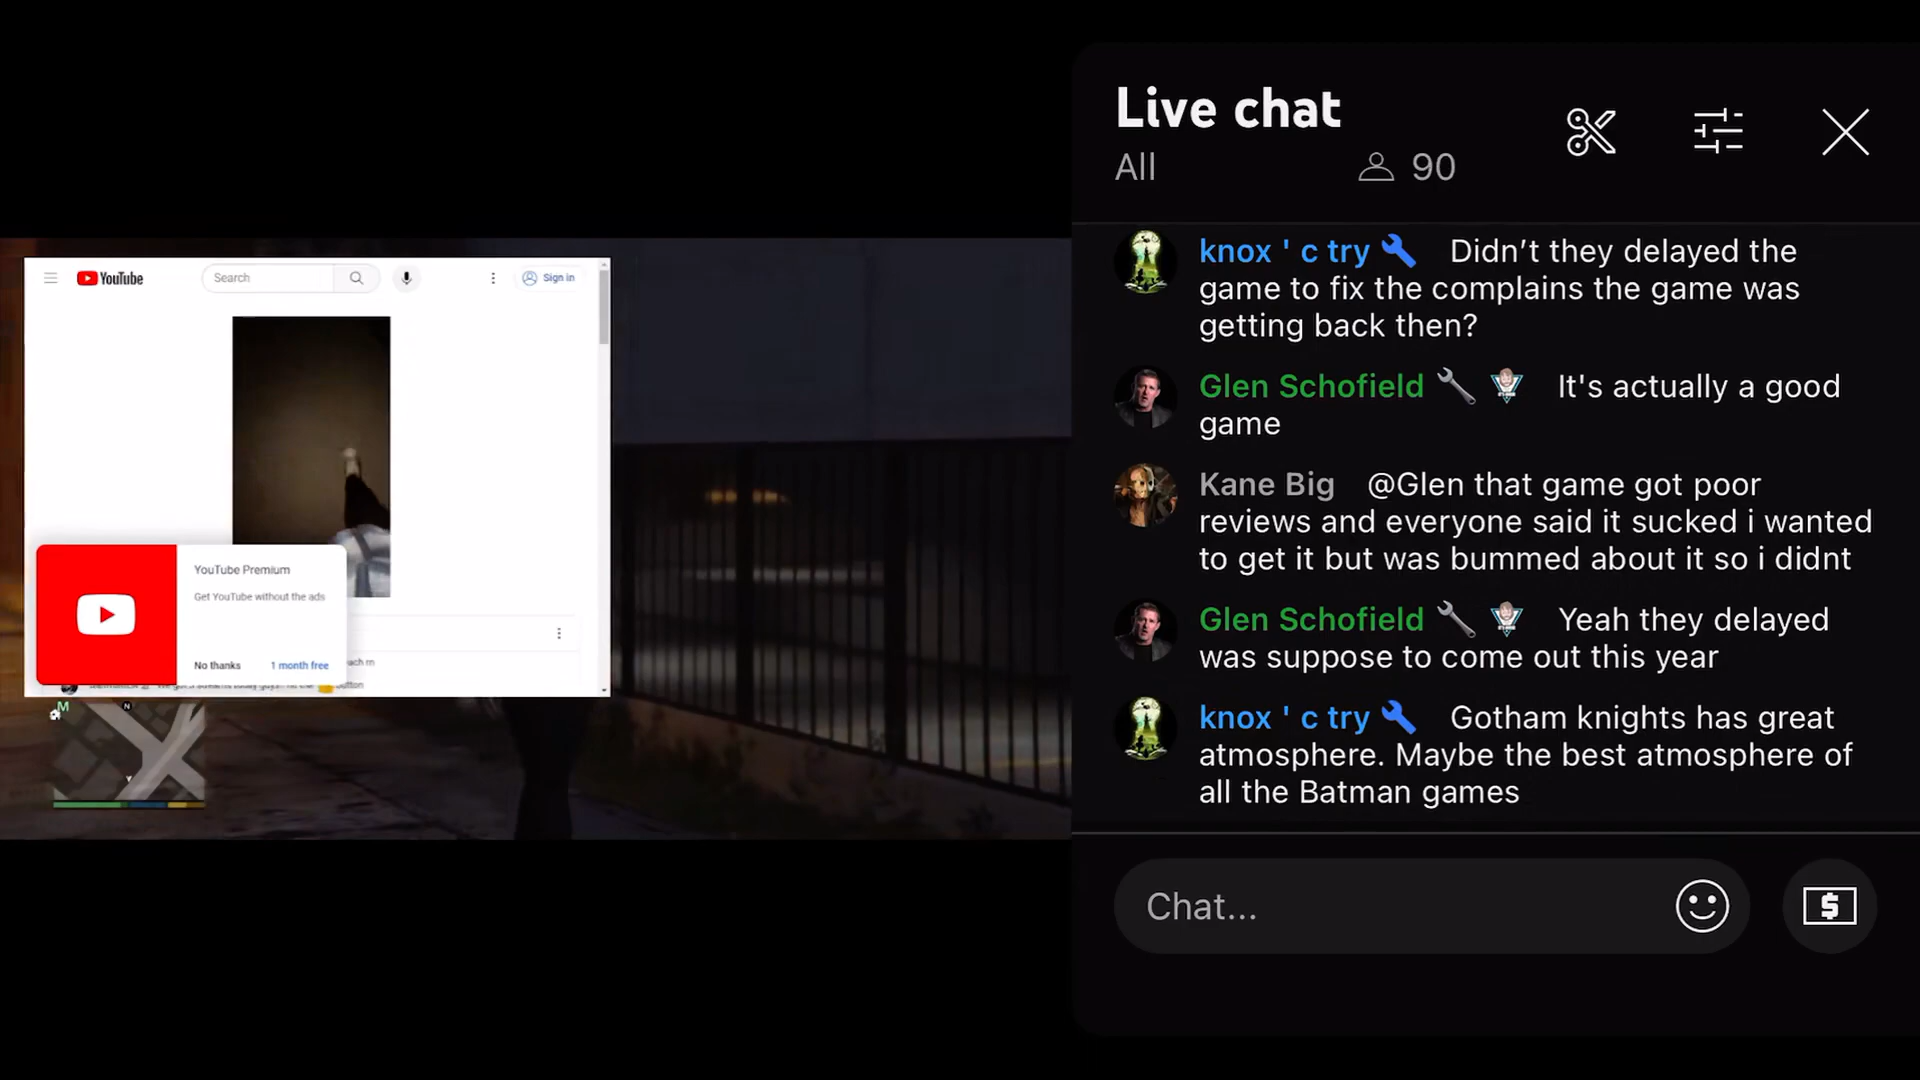 YouTube
Search
Sign in
YouTube Premium
Get YouTube without the ads
No thanks
1 month free
M
N
Live chat
All
90
knox ' c try Didn’t they delayed the
game to fix the complains the game was
getting back then?
Glen Schofield It's actually a good
game
Kane Big @Glen that game got poor
reviews and everyone said it sucked i wanted
to get it but was bummed about it so i didnt
Glen Schofield Yeah they delayed
was suppose to come out this year
knox ' c try Gotham knights has great
atmosphere. Maybe the best atmosphere of
all the Batman games
Chat...
$